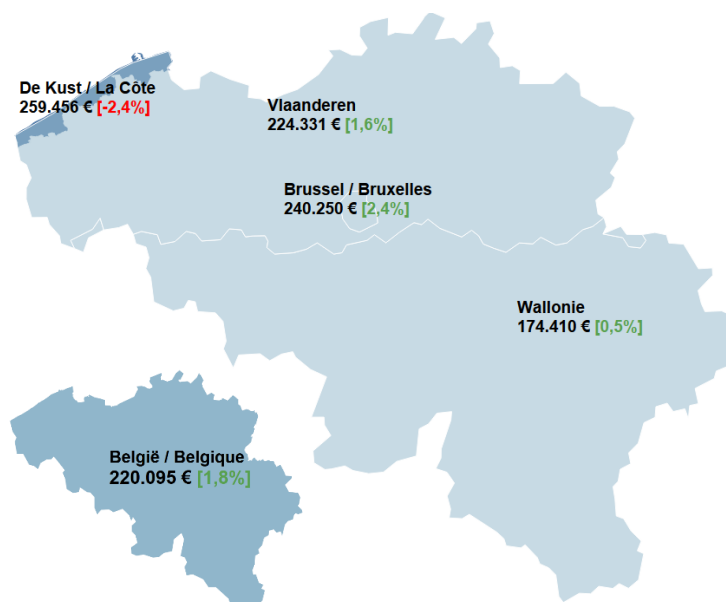 De Kust / La Côte
259.456 € [-2,4%]
Vlaanderen
224.331 € [1,6%]
Brussel / Bruxelles
240.250 € [2,4%]
Wallonie
174.410 € [0,5%]
België / Belgique
220.095 € [1,8%]